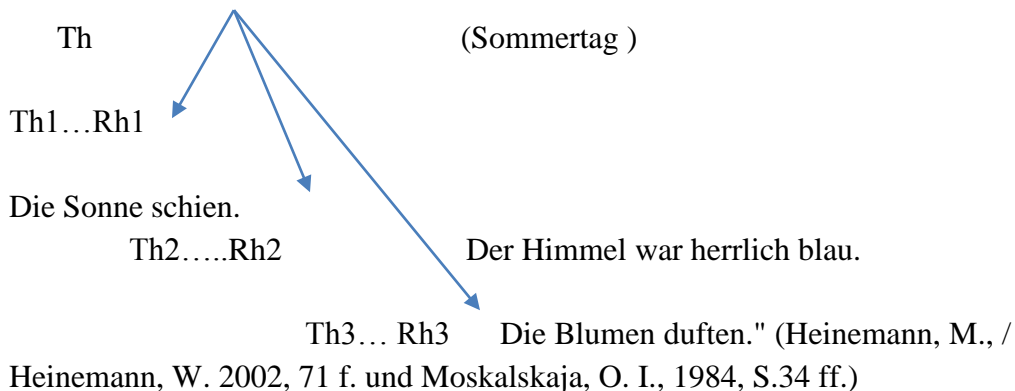 Th (Sommertag )
Th1…Rh1
Die Sonne schien.
Th2…..Rh2 Der Himmel war herrlich blau.
Th3… Rh3 Die Blumen duften." (Heinemann, M., /
Heinemann, W. 2002, 71 f. und Moskalskaja, O. I., 1984, S.34 ff.)